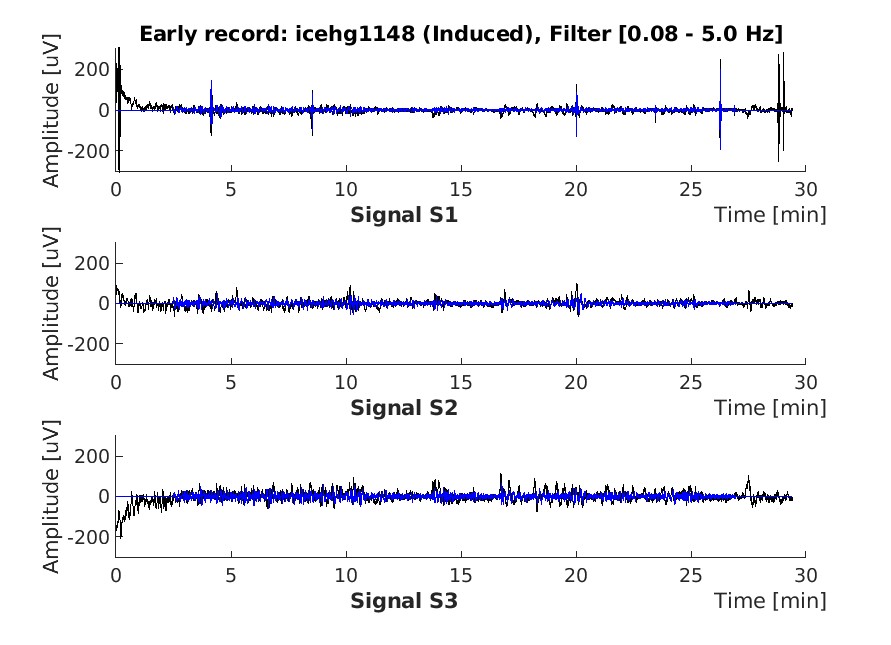 Early record: icehg1148 (Induced), Filter [0.08 - 5.0 Hz]
Amplitude [uV]
200
0
-200
0 5 10 15 20 25 30
Signal S1 Time [min]
Amplitude [uV]
200
0
-200
0 5 10 15 20 25 30
Signal S2 Time [min]
Amplitude [uV]
200
0
-200
0 5 10 15 20 25 30
Signal S3 Time [min]